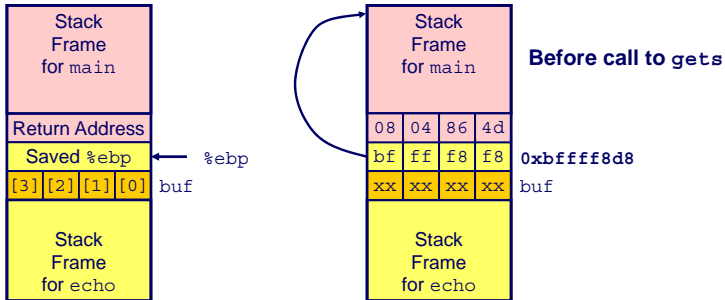 Stack
Frame
for main
Return Address
Saved %ebp
%ebp
[3] [2] [1] [0]
buf
Stack
Frame
for echo
Stack
Frame
for main
Before call to gets
08 04 86 4d
bf ff f8 f8
0xbffff8d8
xx xx xx xx
buf
Stack
Frame
for echo